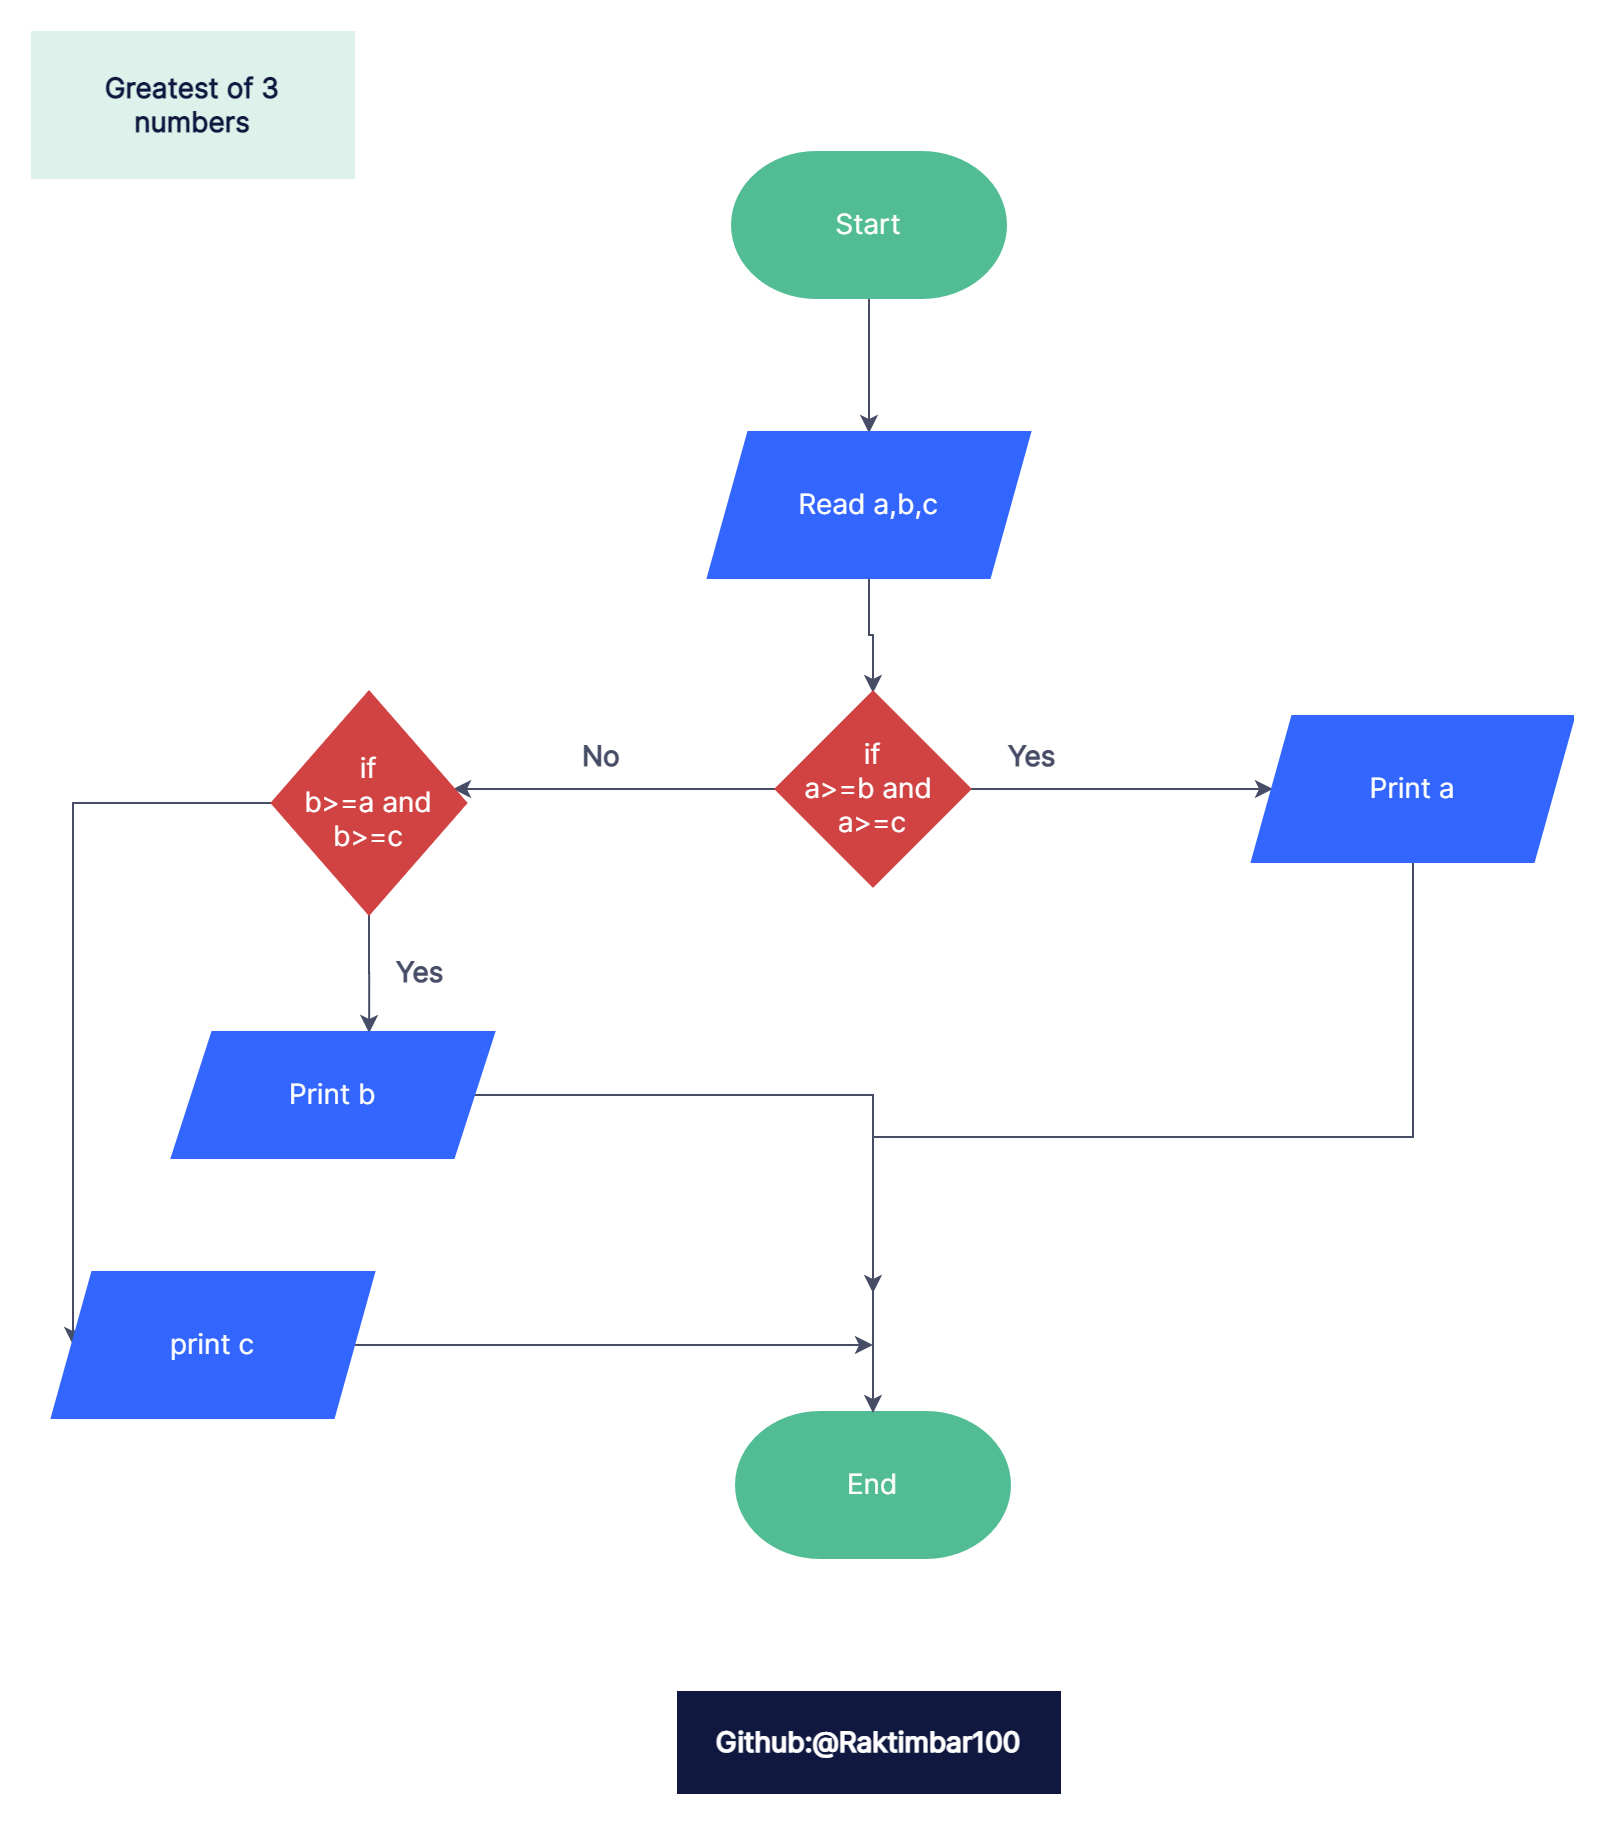 Greatest of 3
numbers
Start
Read a,b,c
if
a>=b and
a>=c
Yes
Print a
No
if
b>=a and
b>=c
Yes
Print b
print c
End
Github:@Raktimbar100